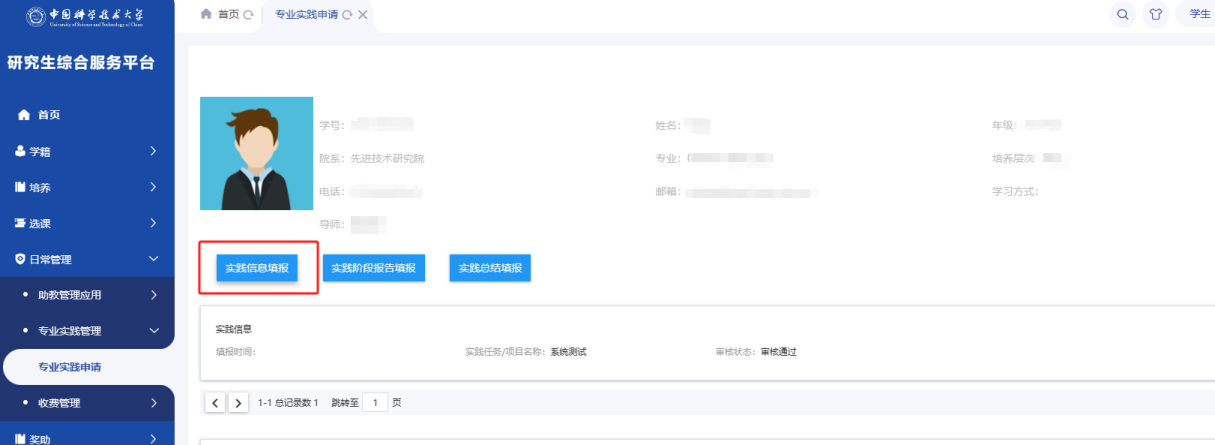 中国科学技术大学
University of Science and Technology of China
首页
专业实践申请
学生
研究生综合服务平台
首页
学籍
培养
选课
日常管理
助教管理应用
专业实践管理
专业实践申请
收费管理
奖助
学号：
姓名：
年级：
院系：先进技术研究院
专业：
培养层次
电话：
邮箱：
学习方式：
导师：
实践信息填报
实践阶段报告填报
实践总结填报
实践信息
填报时间：
实践任务/项目名称：系统测试
审核状态：审核通过
1-1 总记录数 1 跳转至 1 页